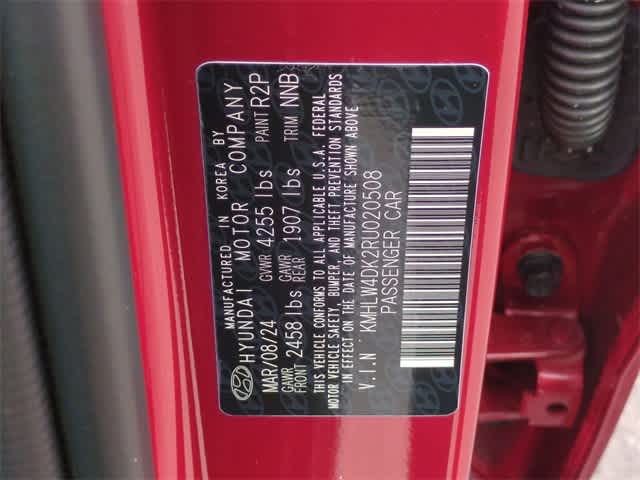 MANUFACTURED IN KOREA BY
HYUNDAI MOTOR COMPANY
MAR/08/24 GVWR 4255 lbs PAINT R2P
GAWR FRONT 2458 lbs GAWR REAR 1907 lbs TRIM NNB
THIS VEHICLE CONFORMS TO ALL APPLICABLE U.S.A. FEDERAL
MOTOR VEHICLE SAFETY, BUMPER, AND THEFT PREVENTION STANDARDS
IN EFFECT ON THE DATE OF MANUFACTURE SHOWN ABOVE
V.I.N KMHLW4DK2RU020508
PASSENGER CAR